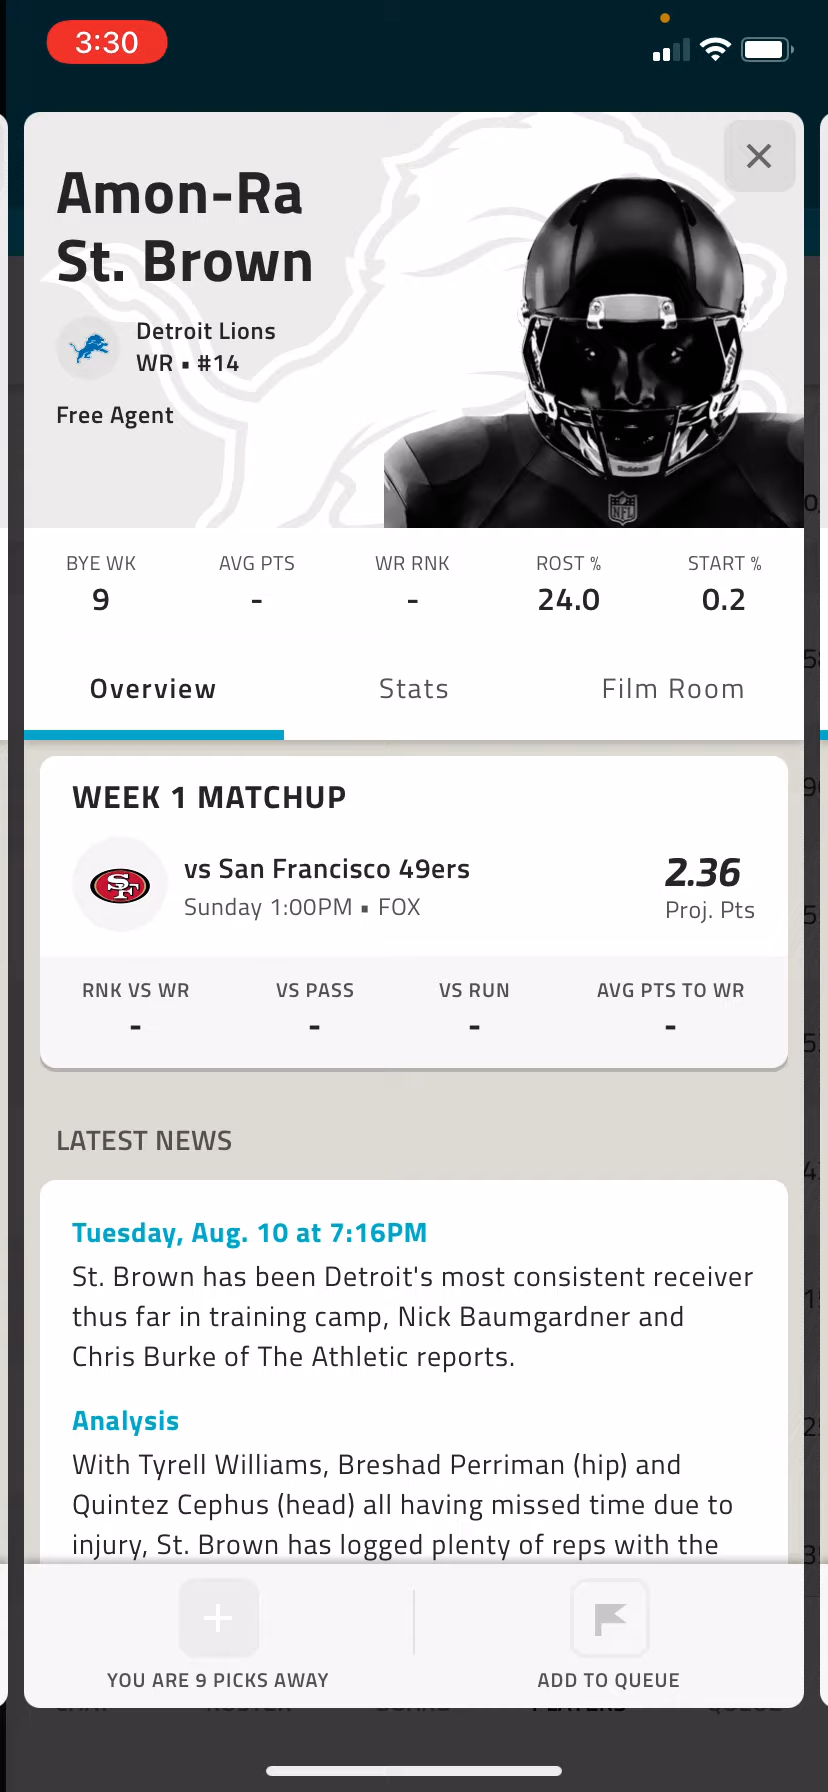 3:30
Amon-Ra
St. Brown
Detroit Lions
WR ▪ #14
Free Agent
BYE WK AVG PTS WR RNK ROST % START %
9 - - 24.0 0.2
Overview Stats Film Room
WEEK 1 MATCHUP
vs San Francisco 49ers
Sunday 1:00PM ▪ FOX
2.36
Proj. Pts
RNK VS WR VS PASS VS RUN AVG PTS TO WR
- - - -
LATEST NEWS
Tuesday, Aug. 10 at 7:16PM
St. Brown has been Detroit's most consistent receiver
thus far in training camp, Nick Baumgardner and
Chris Burke of The Athletic reports.
Analysis
With Tyrell Williams, Breshad Perriman (hip) and
Quintez Cephus (head) all having missed time due to
injury, St. Brown has logged plenty of reps with the
YOU ARE 9 PICKS AWAY
ADD TO QUEUE